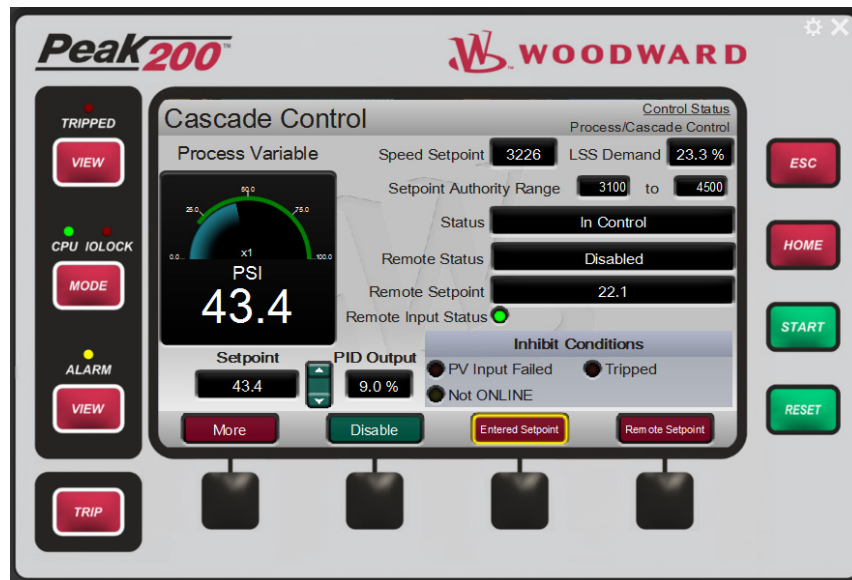 Peak200™
WOODWARD
TRIPPED
VIEW
CPU IOLOCK
MODE
ALARM
VIEW
TRIP
Cascade Control
Control Status
Process/Cascade Control
Process Variable
Speed Setpoint 3226 LSS Demand 23.3 %
Setpoint Authority Range 3100 to 4500
Status In Control
Remote Status Disabled
Remote Setpoint 22.1
Remote Input Status
0.0 25.0 50.0 75.0 100.0
x1
PSI
43.4
Setpoint
43.4
PID Output
9.0 %
Inhibit Conditions
PV Input Failed Tripped
Not ONLINE
More Disable Entered Setpoint Remote Setpoint
ESC
HOME
START
RESET